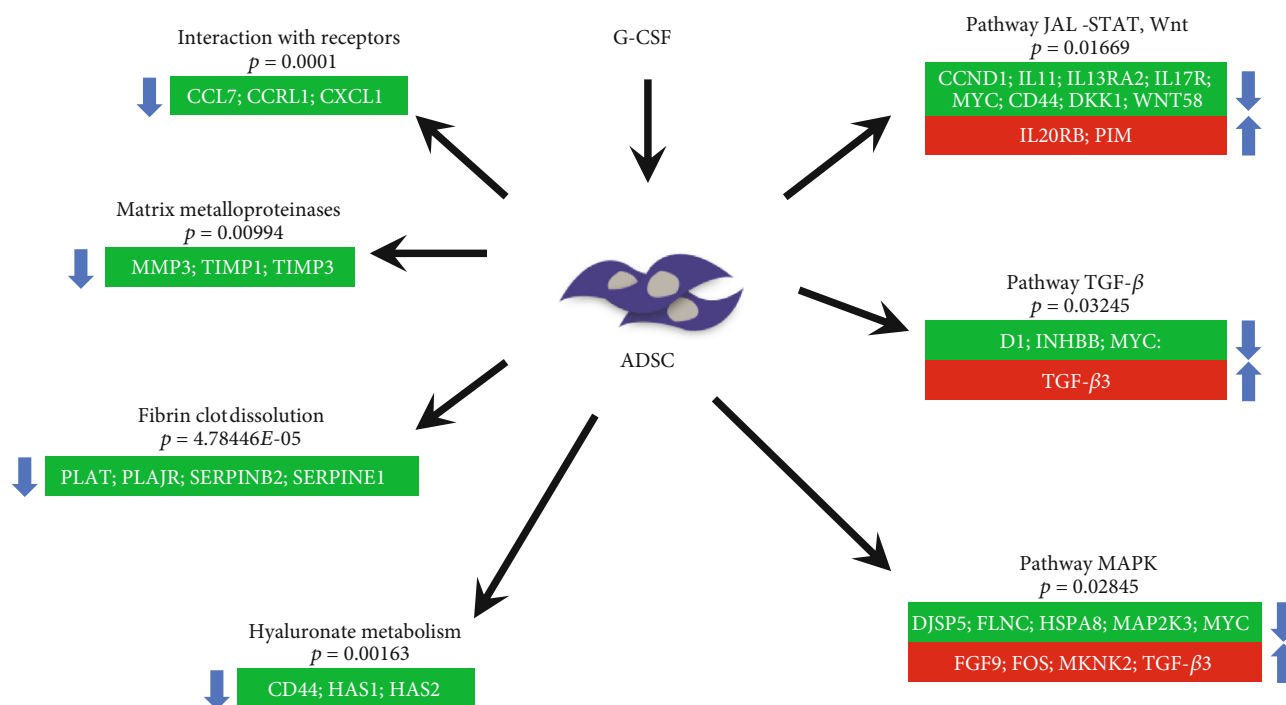 Interaction with receptors
p = 0.0001
CCL7; CCRL1; CXCL1
Matrix metalloproteinases
p = 0.00994
MMP3; TIMP1; TIMP3
Fibrin clot dissolution
p = 4.78446E-05
PLAT; PLAJR; SERPINB2; SERPINE1
Hyaluronate metabolism
p = 0.00163
CD44; HAS1; HAS2
G-CSF
ADSC
Pathway JAL -STAT, Wnt
p = 0.01669
CCND1; IL11; IL13RA2; IL17R;
MYC; CD44; DKK1; WNT58
IL20RB; PIM
Pathway TGF-β
p = 0.03245
D1; INHBB; MYC:
TGF-β3
Pathway MAPK
p = 0.02845
DJSP5; FLNC; HSPA8; MAP2K3; MYC
FGF9; FOS; MKNK2; TGF-β3